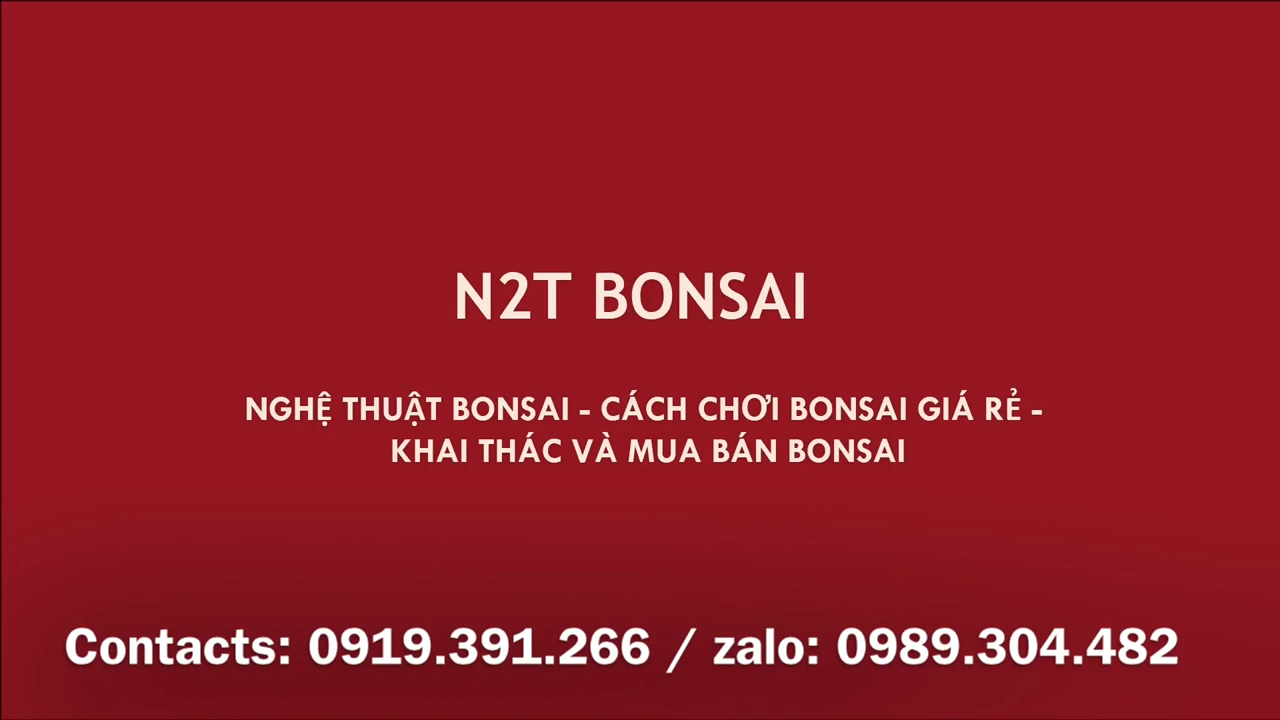 N2T BONSAI
NGHỆ THUẬT BONSAI - CÁCH CHƠI BONSAI GIÁ RẺ -
KHAI THÁC VÀ MUA BÁN BONSAI
Contacts: 0919.391.266 / zalo: 0989.304.482